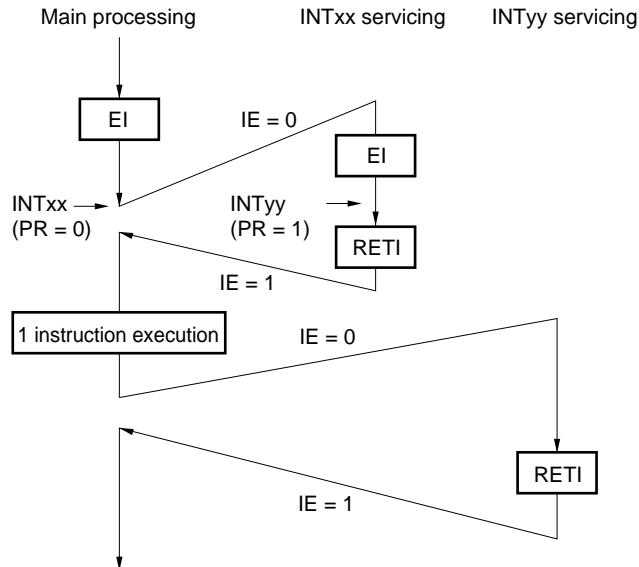 Main processing
INTxx servicing
INTyy servicing
EI
IE = 0
EI
INTxx
(PR = 0)
INTyy
(PR = 1)
RETI
IE = 1
1 instruction execution
IE = 0
RETI
IE = 1